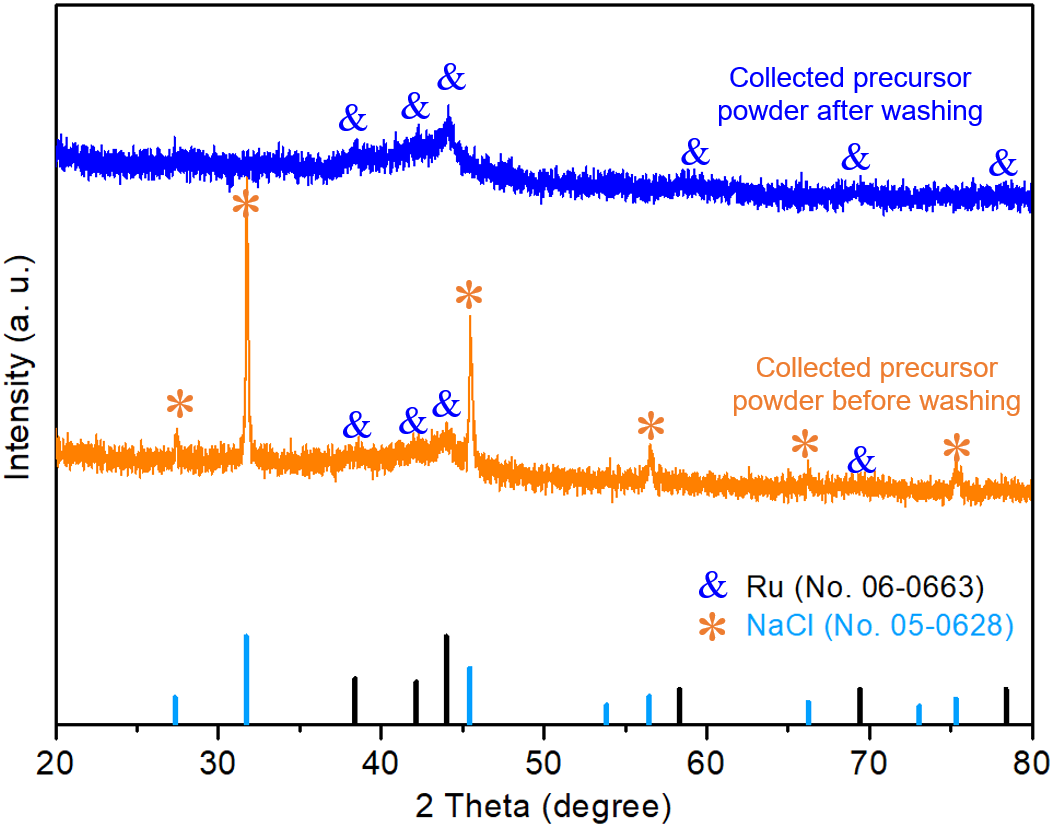 &
&
&
Collected precursor
powder after washing
&
&
&
*
*
Collected precursor
powder before washing
*
&
&
&
*
*
&
*
& Ru (No. 06-0663)
* NaCl (No. 05-0628)
Intensity (a. u.)
20 30 40 50 60 70 80
2 Theta (degree)